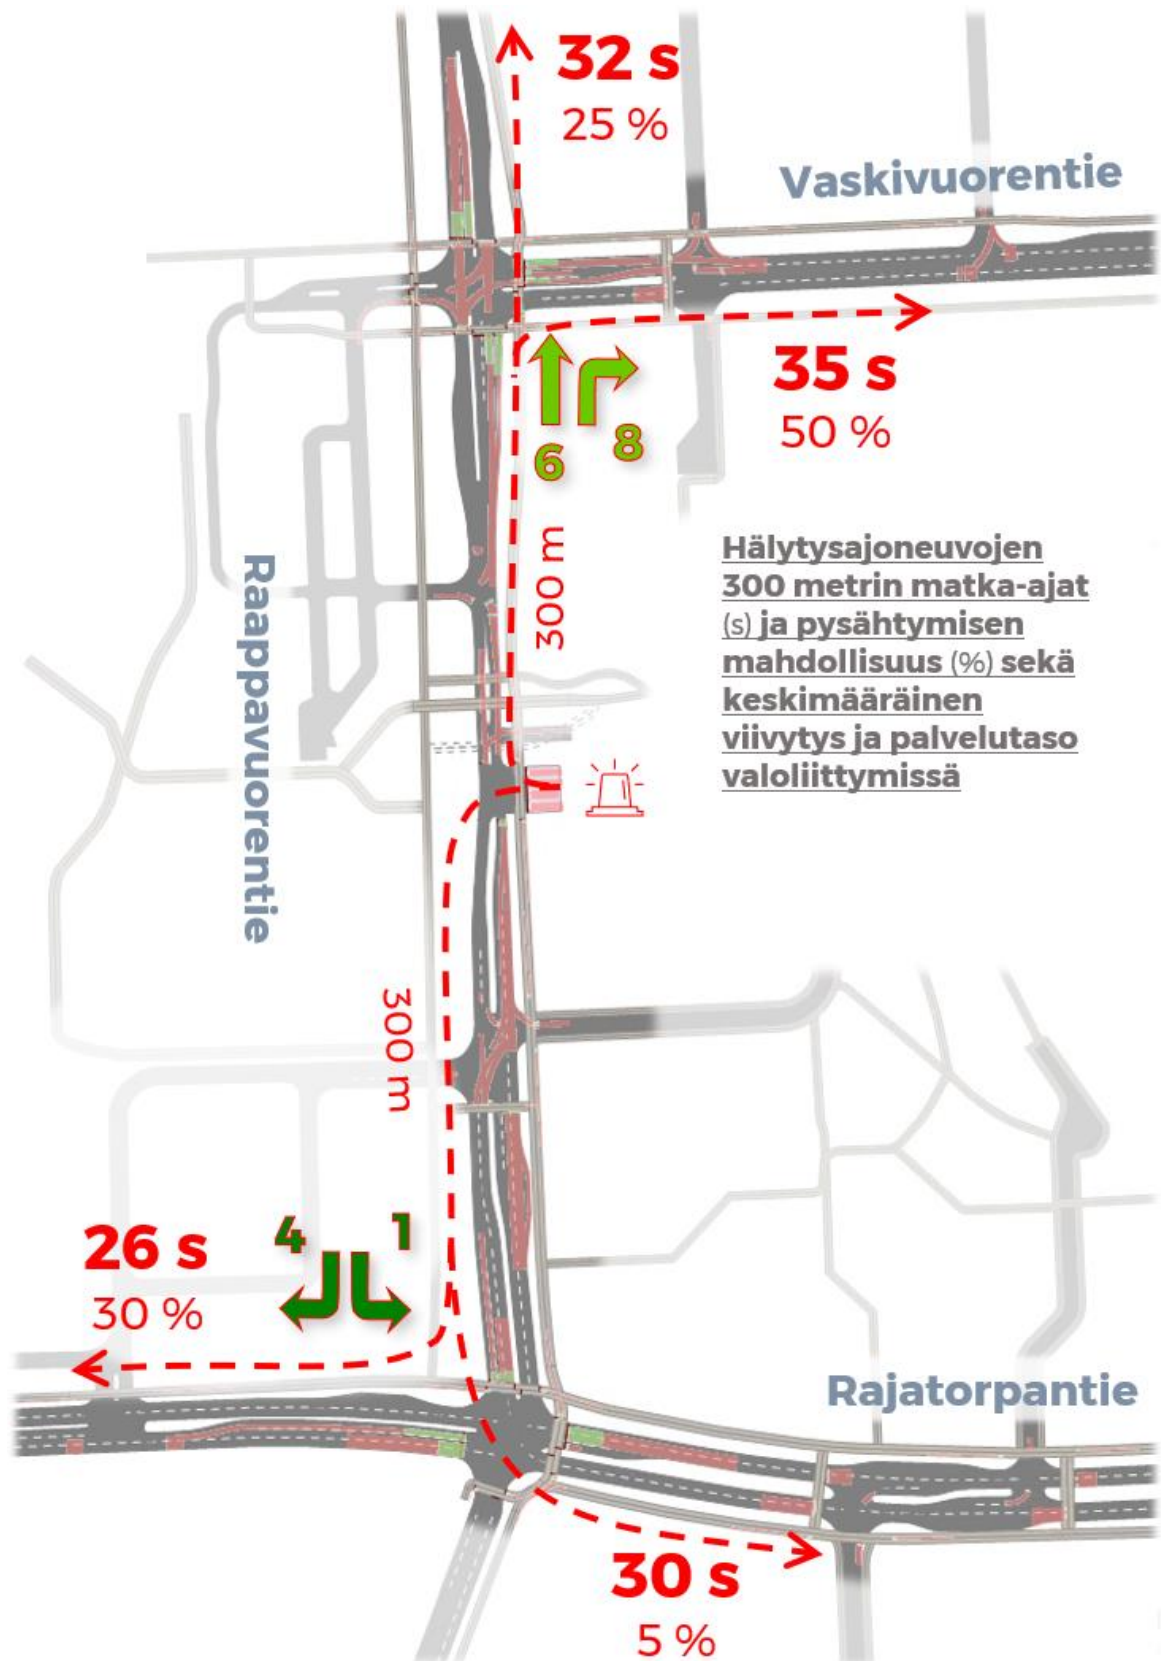 32 s
25 %
Vaskivuorentie
35 s
50 %
6
8
300 m
Raappavuorentie
Hälytysajoneuvojen
300 metrin matka-ajat
(s) ja pysähtymisen
mahdollisuus (%) sekä
keskimääräinen
viivytys ja palvelutaso
valoliittymissä
300 m
26 s
30 %
4
1
Rajatorpantie
30 s
5 %